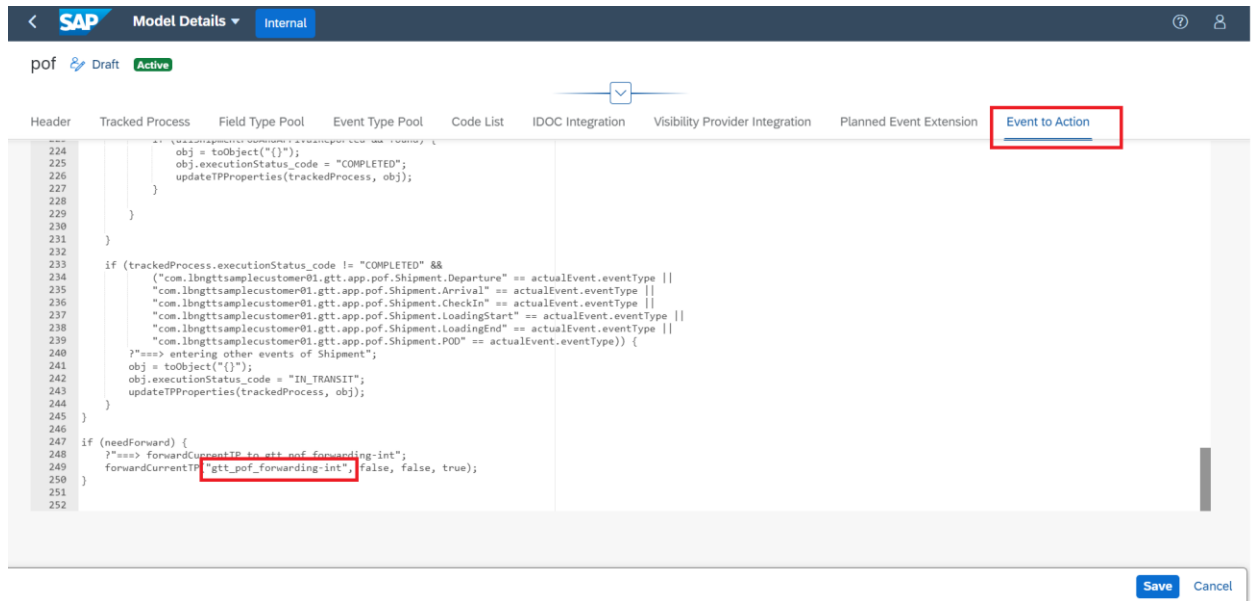 SAP Model Details Internal
pof Draft Active
Header Tracked Process Field Type Pool Event Type Pool Code List IDOC Integration Visibility Provider Integration Planned Event Extension Event to Action
224 obj = toObject("{}");
225 obj.executionStatus_code = "COMPLETED";
226 updateTPProperties(trackedProcess, obj);
227 }
228
229 }
230
231 }
232
233 if (trackedProcess.executionStatus_code != "COMPLETED" &&
234 ("com.lbngttsamplecustomer01.gtt.app.pof.Shipment.Departure" == actualEvent.eventType ||
235 "com.lbngttsamplecustomer01.gtt.app.pof.Shipment.Arrival" == actualEvent.eventType ||
236 "com.lbngttsamplecustomer01.gtt.app.pof.Shipment.CheckIn" == actualEvent.eventType ||
237 "com.lbngttsamplecustomer01.gtt.app.pof.Shipment.LoadingStart" == actualEvent.eventType ||
238 "com.lbngttsamplecustomer01.gtt.app.pof.Shipment.LoadingEnd" == actualEvent.eventType ||
239 "com.lbngttsamplecustomer01.gtt.app.pof.Shipment.POD" == actualEvent.eventType)) {
240 ?"===> entering other events of Shipment";
241 obj = toObject("{}");
242 obj.executionStatus_code = "IN_TRANSIT";
243 updateTPProperties(trackedProcess, obj);
244 }
245 }
246
247 if (needForward) {
248 ?"===> forwardCurrentTP to gtt_pof_forwarding-int";
249 forwardCurrentTP("gtt_pof_forwarding-int", false, false, true);
250 }
251
252
Save Cancel